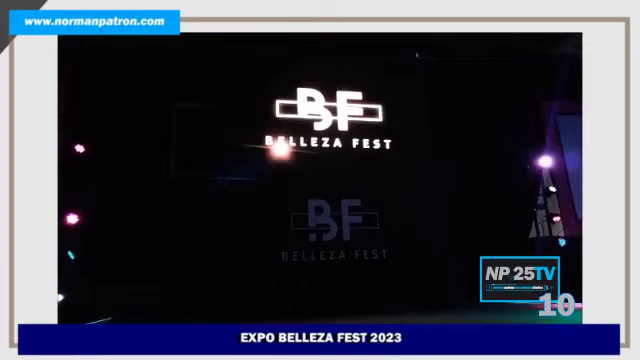 www.normanpatron.com
BF
BELLEZA FEST
BF
BELLEZA FEST
NP 25TV
10
EXPO BELLEZA FEST 2023